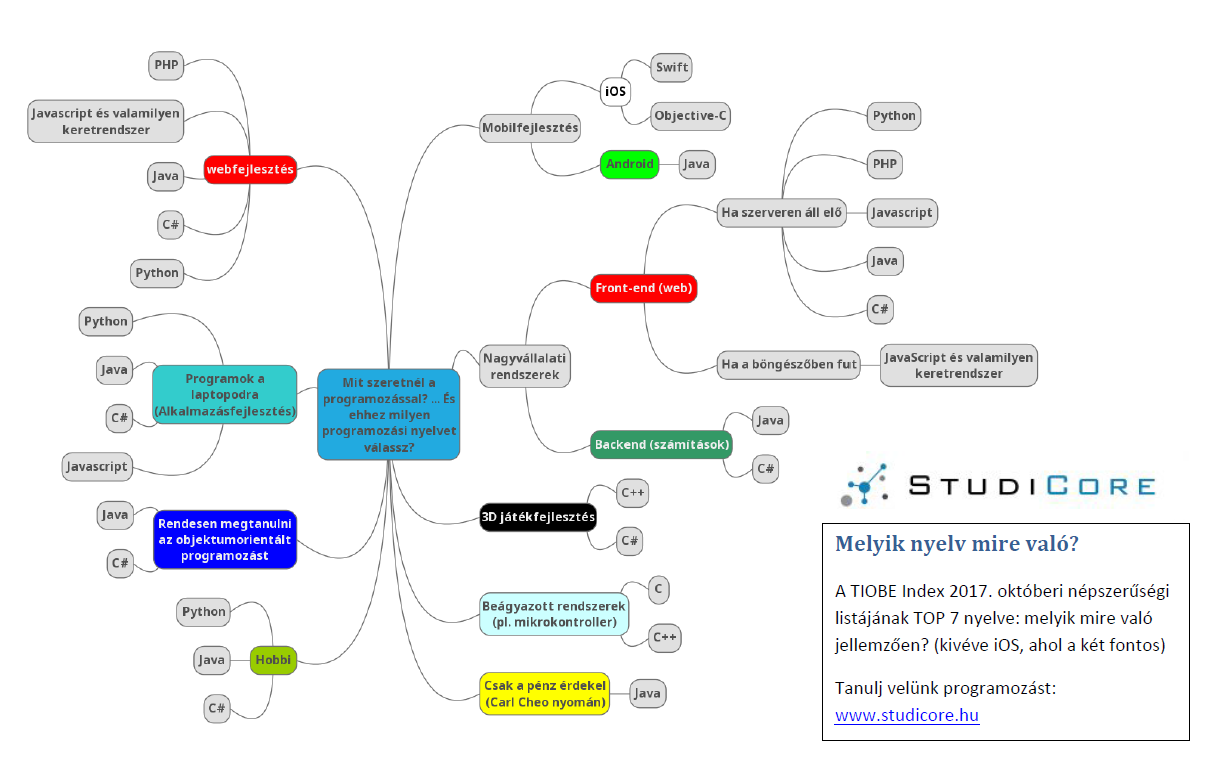 Mit szeretnél a
programozással? ... És
ehhez milyen
programozási nyelvet
válassz?
webfejlesztés
PHP
Javascript és valamilyen
keretrendszer
Java
C#
Python
Programok a
laptopodra
(Alkalmazásfejlesztés)
Python
Java
C#
Javascript
Rendesen megtanulni
az objektumorientált
programozást
Java
C#
Hobbi
Python
Java
C#
Mobilfejlesztés
iOS
Swift
Objective-C
Android
Java
Nagyvállalati
rendszerek
Front-end (web)
Ha szerveren áll elő
Python
PHP
Javascript
Java
C#
Ha a böngészőben fut
JavaScript és valamilyen
keretrendszer
Backend (számítások)
Java
C#
3D játékfejlesztés
C++
C#
Beágyazott rendszerek
(pl. mikrokontroller)
C
C++
Csak a pénz érdekel
(Carl Cheo nyomán)
Java
STUDICORE
Melyik nyelv mire való?
A TIOBE Index 2017. októberi népszerűségi
listájának TOP 7 nyelve: melyik mire való
jellemzően? (kivéve iOS, ahol a két fontos)
Tanulj velünk programozást:
www.studicore.hu